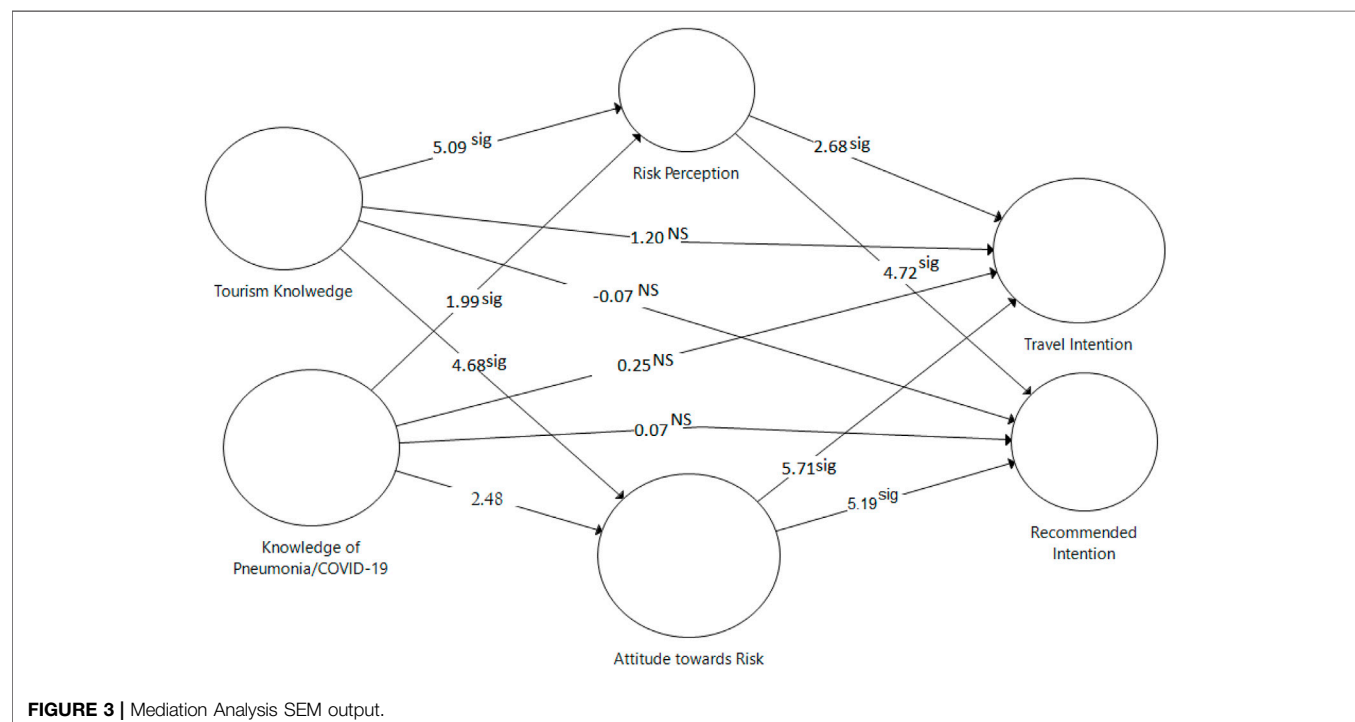 5.09 sig
Risk Perception
2.68 sig
1.20 NS
4.72 sig
Tourism Knolwedge
1.99 sig
-0.07 NS
Travel Intention
4.68 sig
0.25 NS
0.07 NS
5.71 sig
2.48
5.19 sig
Recommended
Intention
Knowledge of
Pneumonia/COVID-19
Attitude towards Risk
FIGURE 3 | Mediation Analysis SEM output.